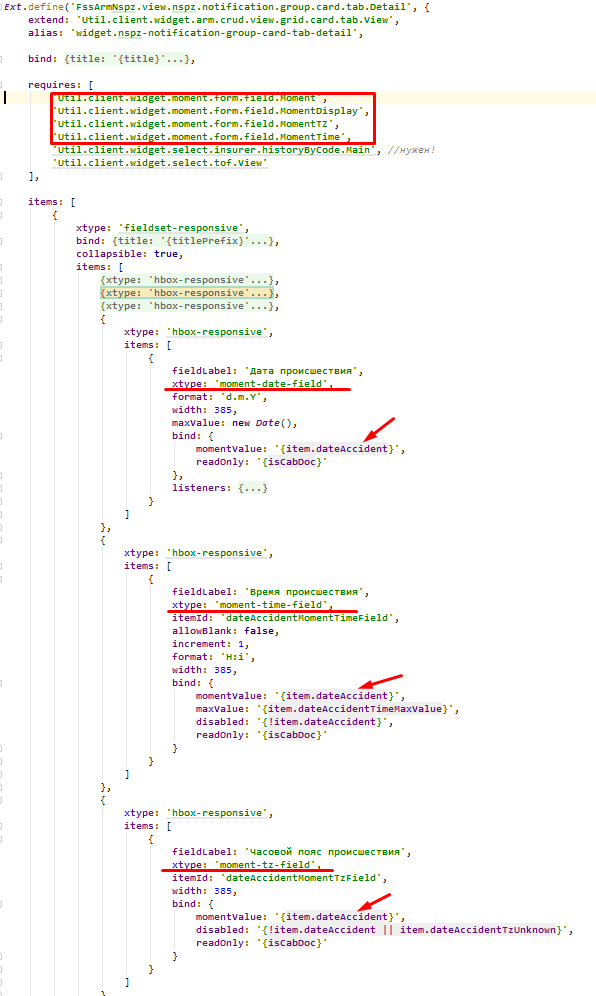 Ext.define('FssArmNspz.view.nspz.notification.group.card.tab.Detail', {
extend: 'Util.client.widget.arm.crud.view.grid.card.tab.View',
alias: 'widget.nspz-notification-group-card-tab-detail',
bind: {title: '{title}'...},
requires: [
'Util.client.widget.moment.form.field.Moment',
'Util.client.widget.moment.form.field.MomentDisplay',
'Util.client.widget.moment.form.field.MomentTz',
'Util.client.widget.moment.form.field.MomentTime',
'Util.client.widget.select.insurer.historyByCode.Main', //нужен!
'Util.client.widget.select.tof.View'
],
items: [
{
xtype: 'fieldset-responsive',
bind: {title: '{titlePrefix}'...},
collapsible: true,
items: [
{xtype: 'hbox-responsive'...},
{xtype: 'hbox-responsive'...},
{xtype: 'hbox-responsive'...},
{
xtype: 'hbox-responsive',
items: [
{
fieldLabel: 'Дата происшествия',
xtype: 'moment-date-field',
format: 'd.m.Y',
width: 385,
maxValue: new Date(),
bind: {
momentValue: '{item.dateAccident}',
readOnly: '{isCabDoc}'
},
listeners: {...}
}
]
},
{
xtype: 'hbox-responsive',
items: [
{
fieldLabel: 'Время происшествия',
xtype: 'moment-time-field',
itemId: 'dateAccidentMomentTimeField',
allowBlank: false,
increment: 1,
format: 'H:i',
width: 385,
bind: {
momentValue: '{item.dateAccident}',
maxValue: '{item.dateAccidentTimeMaxValue}',
disabled: '{!item.dateAccident}',
readOnly: '{isCabDoc}'
}
}
]
},
{
xtype: 'hbox-responsive',
items: [
{
fieldLabel: 'Часовой пояс происшествия',
xtype: 'moment-tz-field',
itemId: 'dateAccidentMomentTzField',
width: 385,
bind: {
momentValue: '{item.dateAccident}',
disabled: '{!item.dateAccident || item.dateAccidentTzUnknown}',
readOnly: '{isCabDoc}'
}
}
]
}